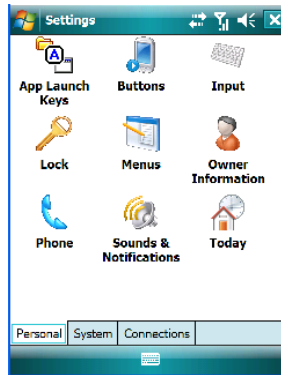 Settings
App Launch Keys
Buttons
Input
Lock
Menus
Owner Information
Phone
Sounds & Notifications
Today
Personal System Connections